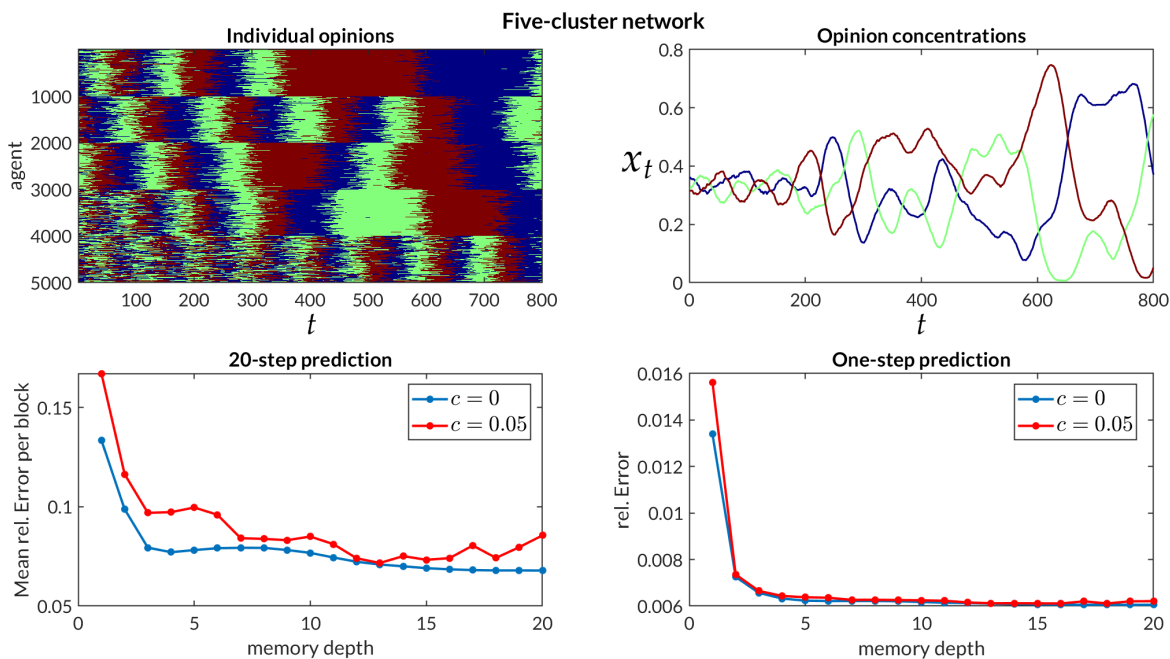 Five-cluster network
Individual opinions
agent
1000
2000
3000
4000
5000
100 200 300 400 500 600 700 800
t
Opinion concentrations
x_t
0.8
0.6
0.4
0.2
0
0 200 400 600 800
t
20-step prediction
Mean rel. Error per block
0.15
0.1
0.05
c = 0
c = 0.05
0 5 10 15 20
memory depth
One-step prediction
rel. Error
0.016
0.014
0.012
0.01
0.008
0.006
c = 0
c = 0.05
0 5 10 15 20
memory depth